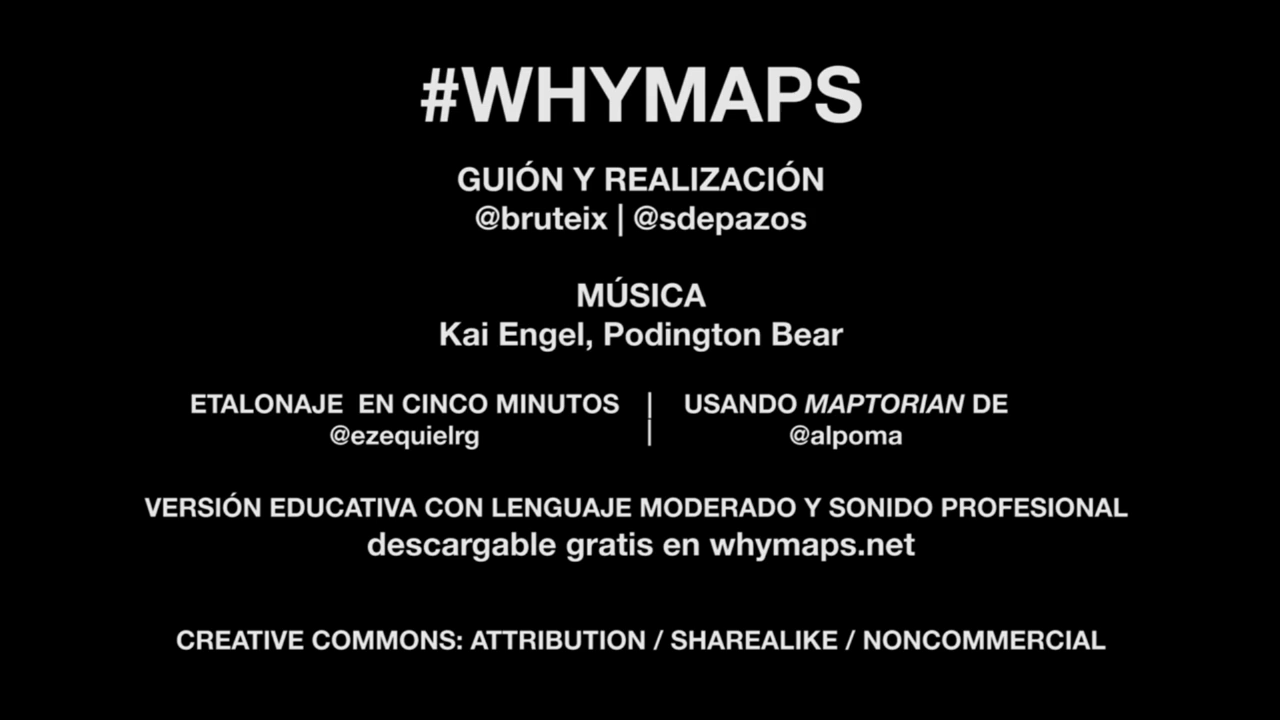 #WHYMAPS
GUIÓN Y REALIZACIÓN
@bruteix | @sdepazos
MÚSICA
Kai Engel, Podington Bear
ETALONAJE EN CINCO MINUTOS | USANDO MAPTORIAN DE
@ezequielrg | @alpoma
VERSIÓN EDUCATIVA CON LENGUAJE MODERADO Y SONIDO PROFESIONAL
descargable gratis en whymaps.net
CREATIVE COMMONS: ATTRIBUTION / SHAREALIKE / NONCOMMERCIAL